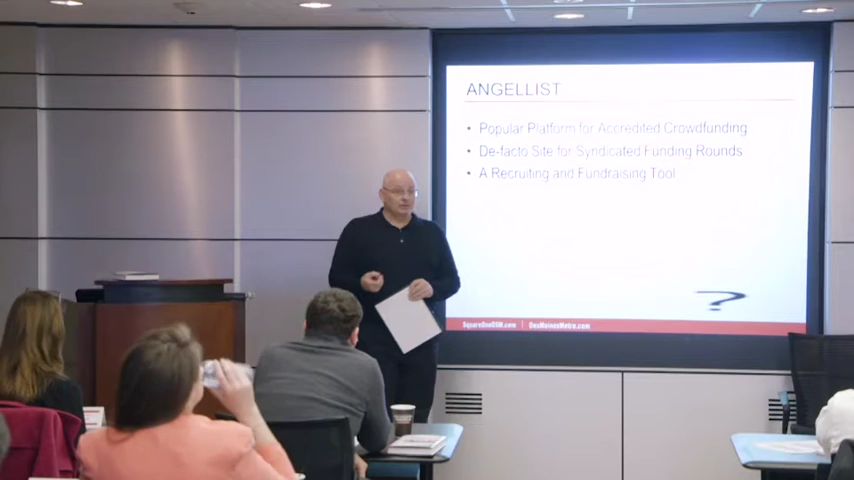 ANGELLIST
• Popular Platform for Accredited Crowdfunding
• De-facto Site for Syndicated Funding Rounds
• A Recruiting and Fundraising Tool
?
SquareOneDSM.com | DesMoinesMetro.com